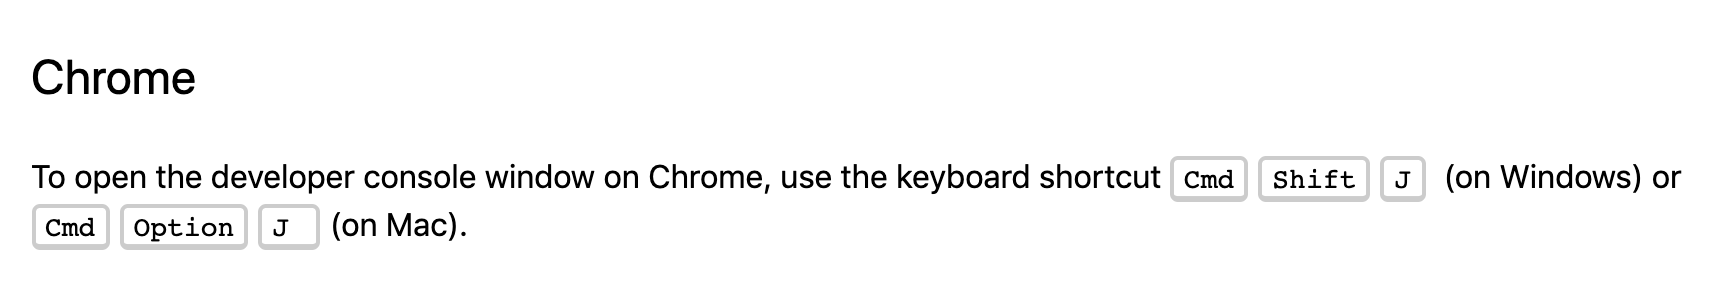 Chrome
To open the developer console window on Chrome, use the keyboard shortcut Cmd Shift J (on Windows) or
Cmd Option J (on Mac).